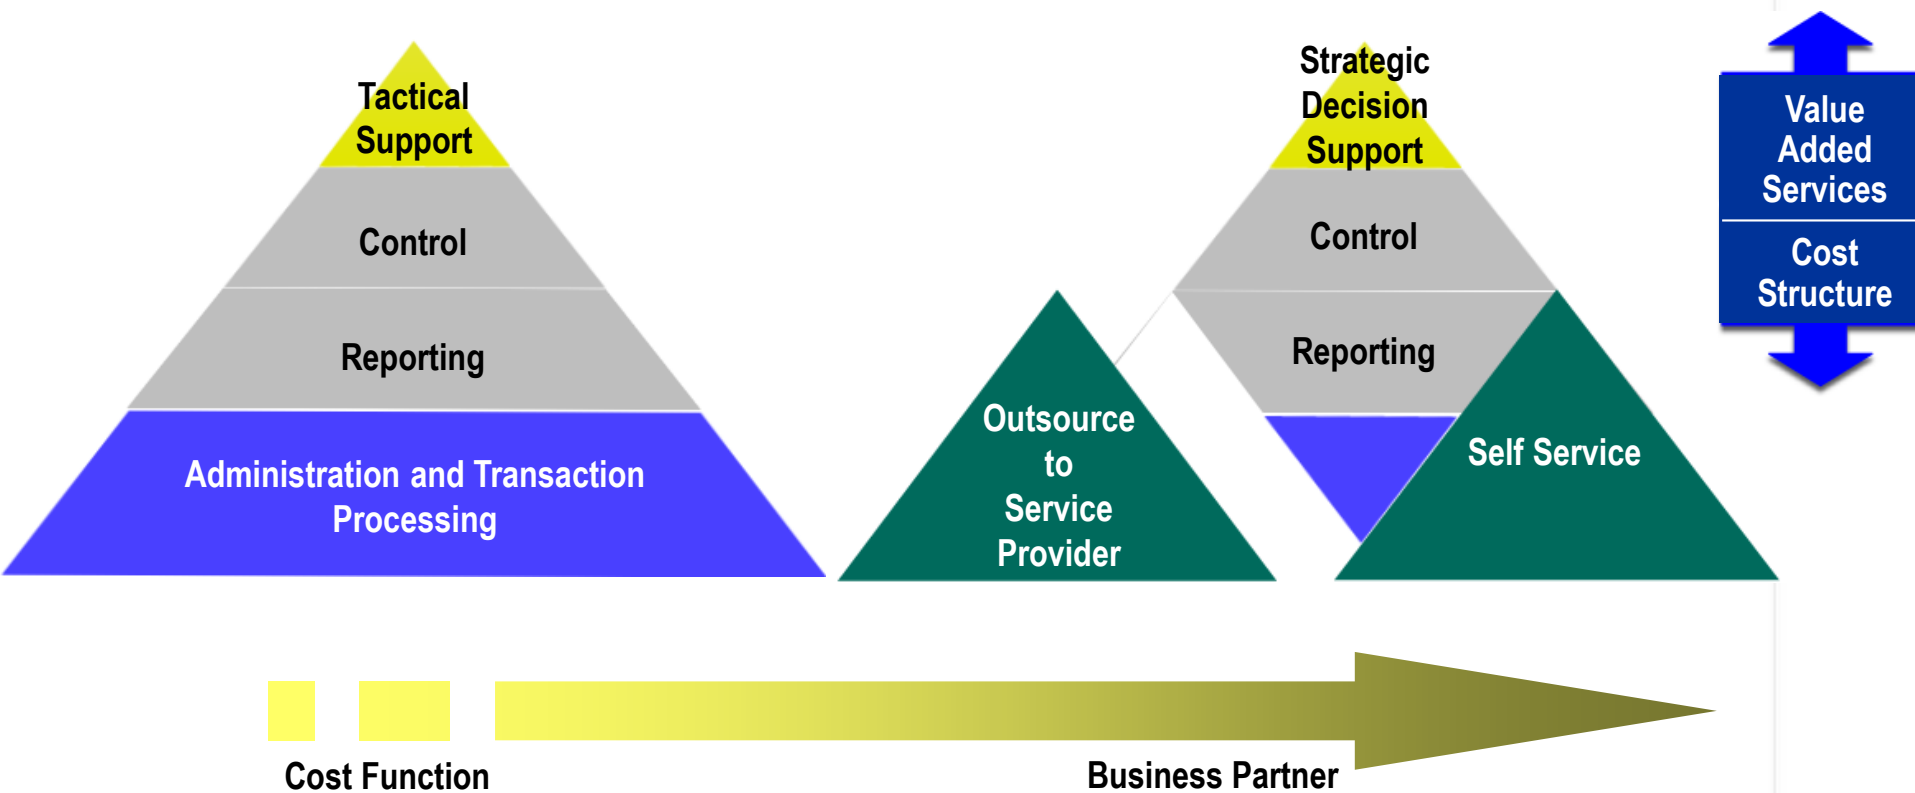 Tactical
Support
Control
Reporting
Administration and Transaction
Processing
Outsource
to
Service
Provider
Strategic
Decision
Support
Control
Reporting
Self Service
Value
Added
Services
Cost
Structure
Cost Function
Business Partner